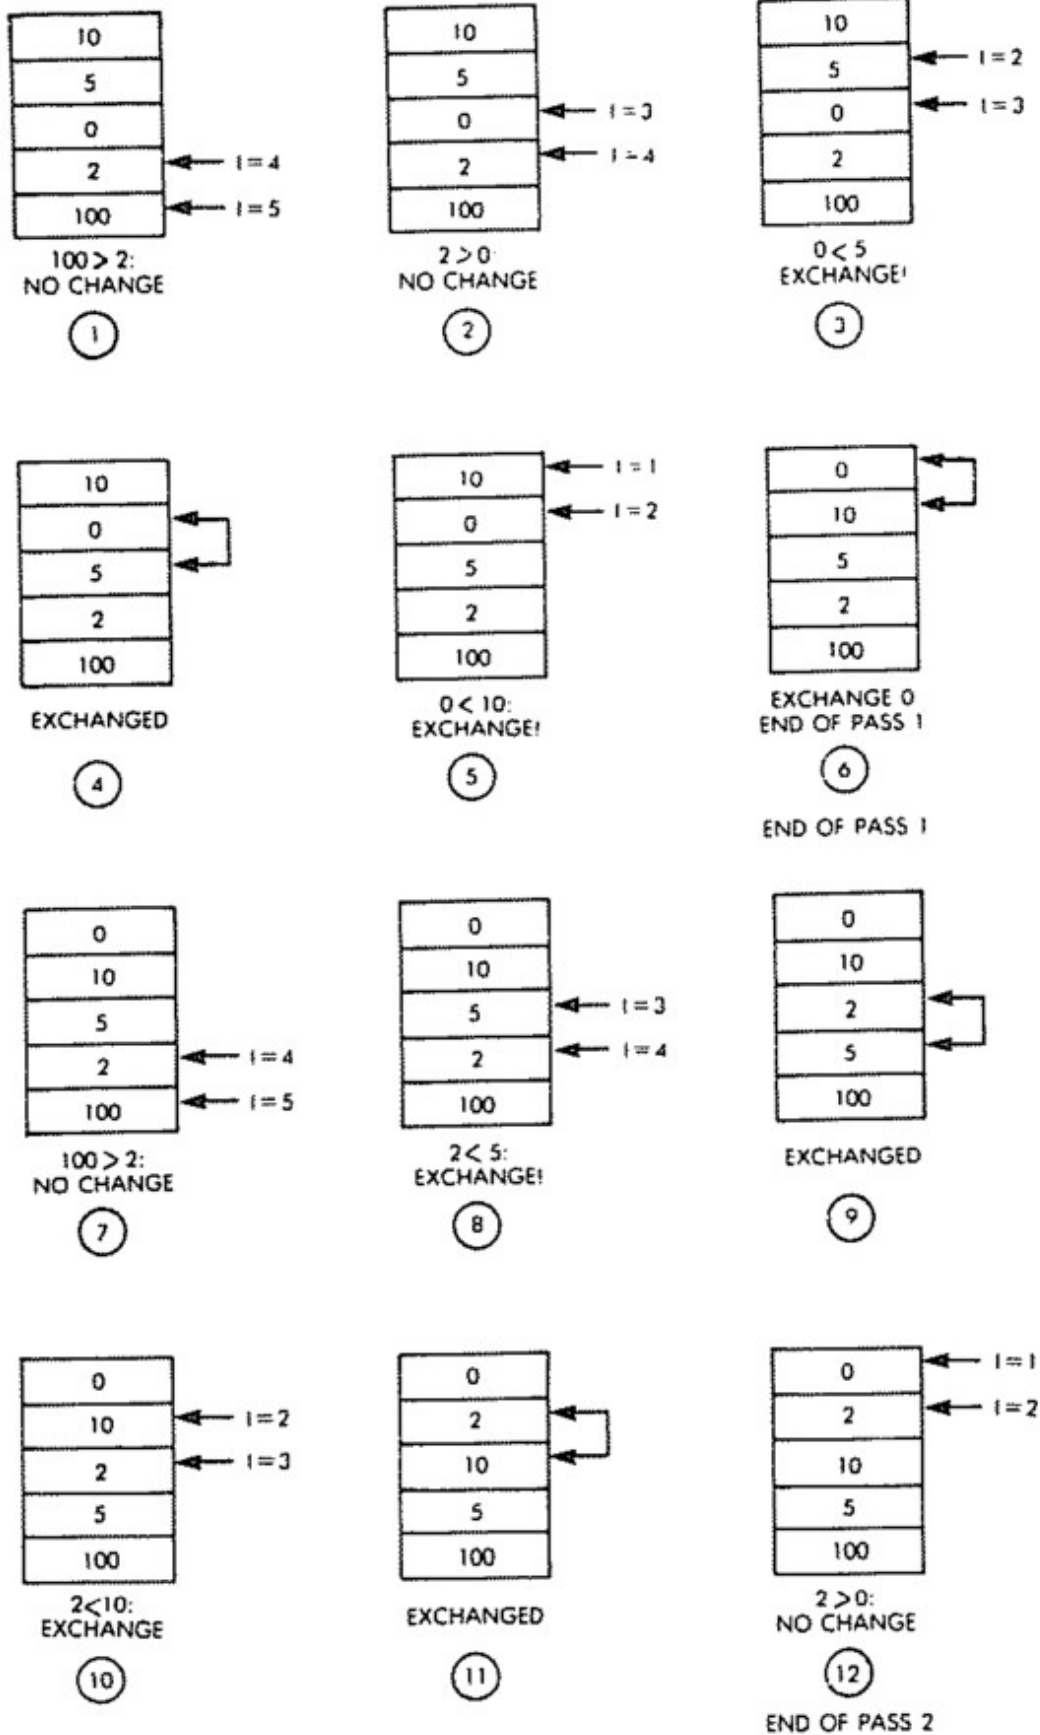 10
5
0
2
100
I=4
I=5
100>2:
NO CHANGE
1
10
5
0
2
100
I=3
I=4
2>0
NO CHANGE
2
10
5
0
2
100
I=2
I=3
0<5
EXCHANGE!
3
10
0
5
2
100
EXCHANGED
4
10
0
5
2
100
I=1
I=2
0<10:
EXCHANGE!
5
0
10
5
2
100
EXCHANGE 0
END OF PASS 1
6
END OF PASS 1
0
10
5
2
100
I=4
I=5
100>2:
NO CHANGE
7
0
10
5
2
100
I=3
I=4
2<5:
EXCHANGE!
8
0
10
2
5
100
EXCHANGED
9
0
10
2
5
100
I=2
I=3
2<10:
EXCHANGE
10
0
2
10
5
100
EXCHANGED
11
0
2
10
5
100
I=1
I=2
2>0:
NO CHANGE
12
END OF PASS 2